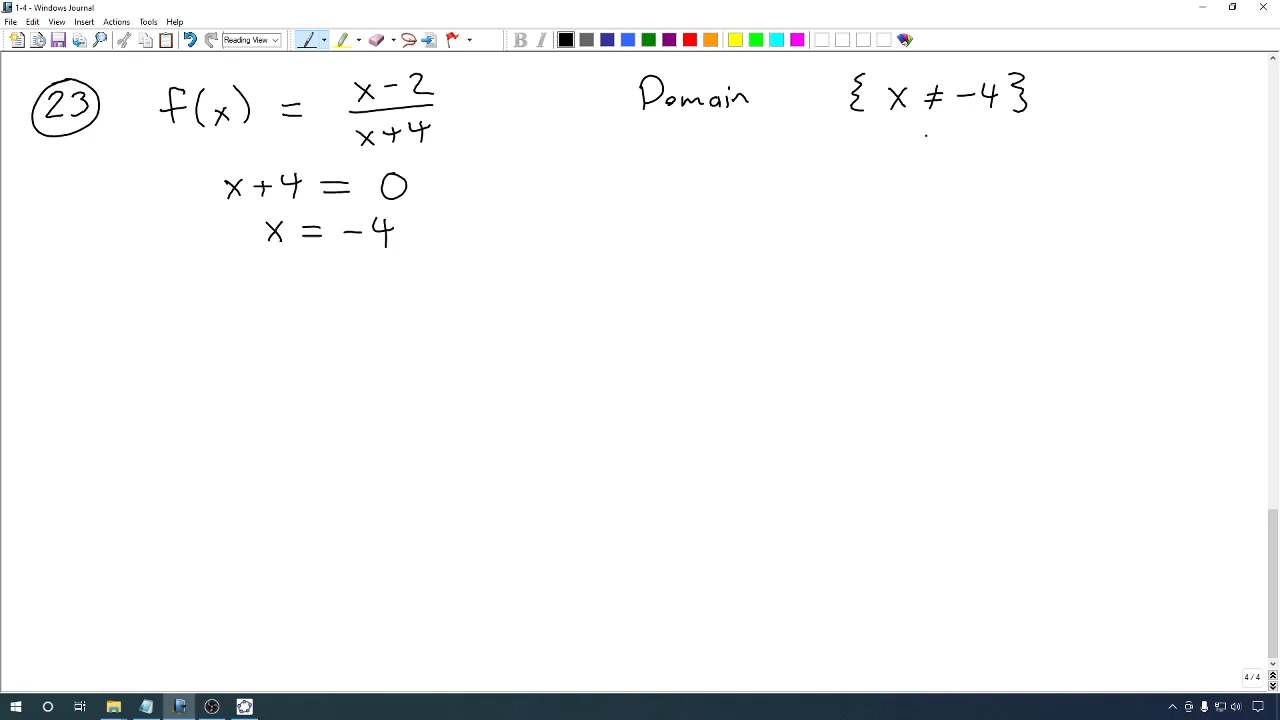 1-4 - Windows Journal
File Edit View Insert Actions Tools Help
Reading View B I
23 f(x) = x-2 / x+4 Domain { x ≠ -4 }
x+4 = 0
x = -4
4 / 4